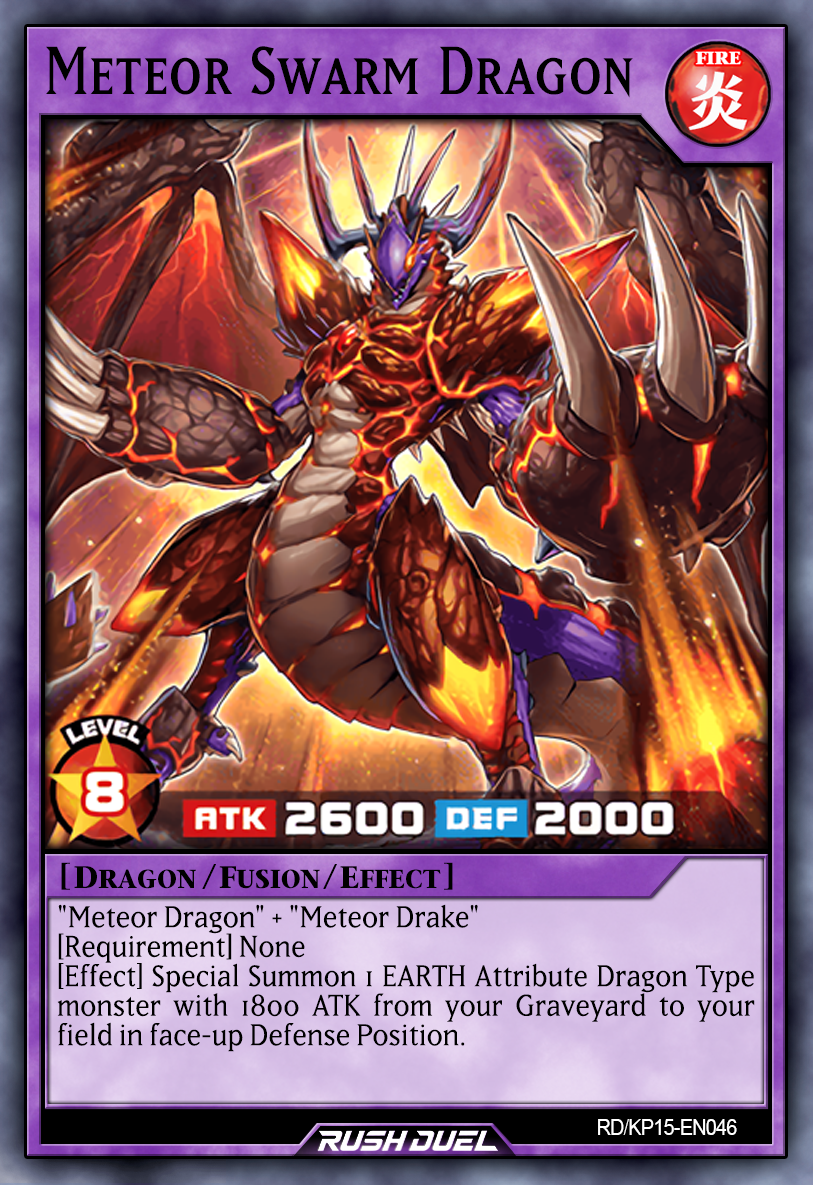 Meteor Swarm Dragon
FIRE
炎
LEVEL
8
ATK 2600 DEF 2000
[Dragon/Fusion/Effect]
"Meteor Dragon" + "Meteor Drake"
[Requirement] None
[Effect] Special Summon 1 EARTH Attribute Dragon Type
monster with 1800 ATK from your Graveyard to your
field in face-up Defense Position.
RD/KP15-EN046
RUSH DUEL